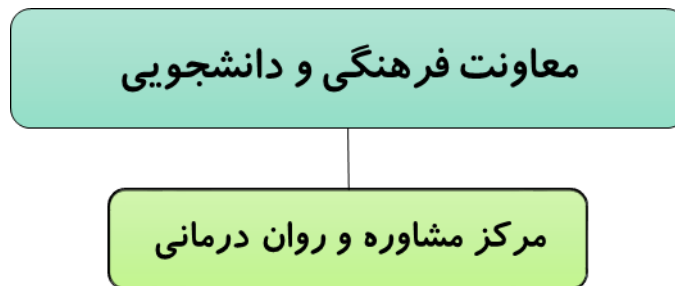 معاونت فرهنگی و دانشجویی
مرکز مشاوره و روان درمانی